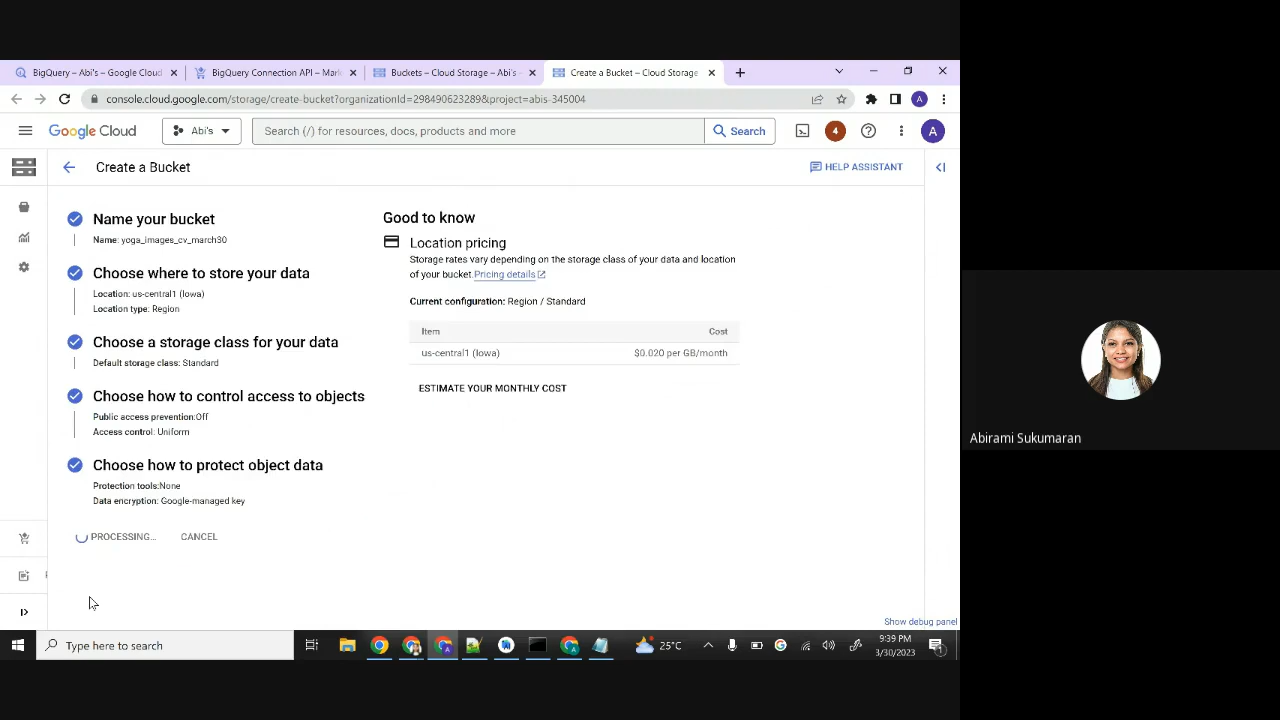 BigQuery – Abi's – Google Cloud
BigQuery Connection API – Mark
Buckets – Cloud Storage – Abi's –
Create a Bucket – Cloud Storage
console.cloud.google.com/storage/create-bucket?organizationId=298490623289&project=abis-345004
A
Google Cloud
Abi's
Search (/) for resources, docs, products and more
Search
4
A
Create a Bucket
HELP ASSISTANT
Name your bucket
Name: yoga_images_cv_march30
Choose where to store your data
Location: us-central1 (Iowa)
Location type: Region
Choose a storage class for your data
Default storage class: Standard
Choose how to control access to objects
Public access prevention:Off
Access control: Uniform
Choose how to protect object data
Protection tools:None
Data encryption: Google-managed key
PROCESSING...
CANCEL
Good to know
Location pricing
Storage rates vary depending on the storage class of your data and location
of your bucket.Pricing details
Current configuration: Region / Standard
Item Cost
us-central1 (Iowa) $0.020 per GB/month
ESTIMATE YOUR MONTHLY COST
Show debug panel
Type here to search
25°C
9:39 PM
3/30/2023
1
Abirami Sukumaran